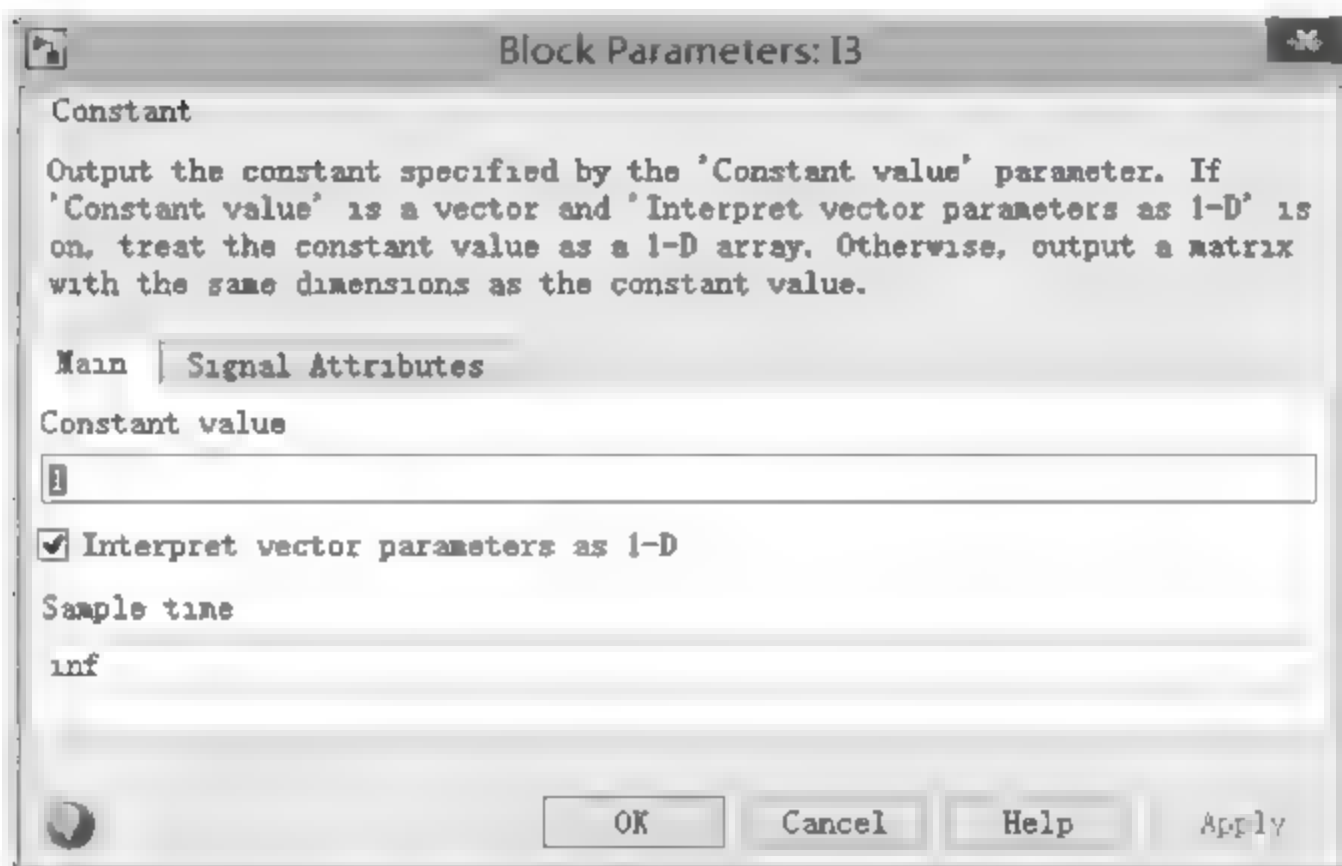 Block Parameters: I3
Constant
Output the constant specified by the 'Constant value' parameter. If
'Constant value' is a vector and 'Interpret vector parameters as 1-D' is
on, treat the constant value as a 1-D array. Otherwise, output a matrix
with the same dimensions as the constant value.
Main Signal Attributes
Constant value
1
Interpret vector parameters as 1-D
Sample time
inf
OK Cancel Help Apply